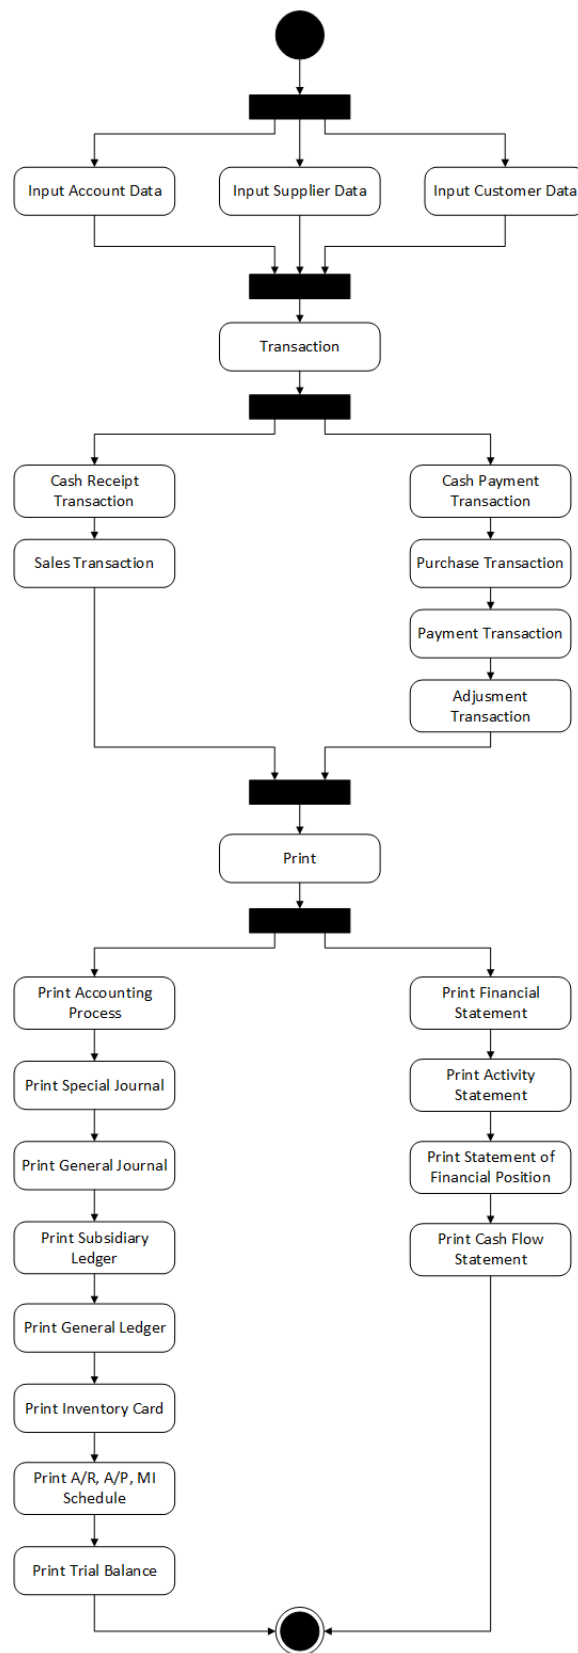 Input Account Data
Input Supplier Data
Input Customer Data
Transaction
Cash Receipt
Transaction
Cash Payment
Transaction
Sales Transaction
Purchase Transaction
Payment Transaction
Adjusment
Transaction
Print
Print Accounting
Process
Print Financial
Statement
Print Special Journal
Print Activity
Statement
Print General Journal
Print Statement of
Financial Position
Print Subsidiary
Ledger
Print Cash Flow
Statement
Print General Ledger
Print Inventory Card
Print A/R, A/P, MI
Schedule
Print Trial Balance